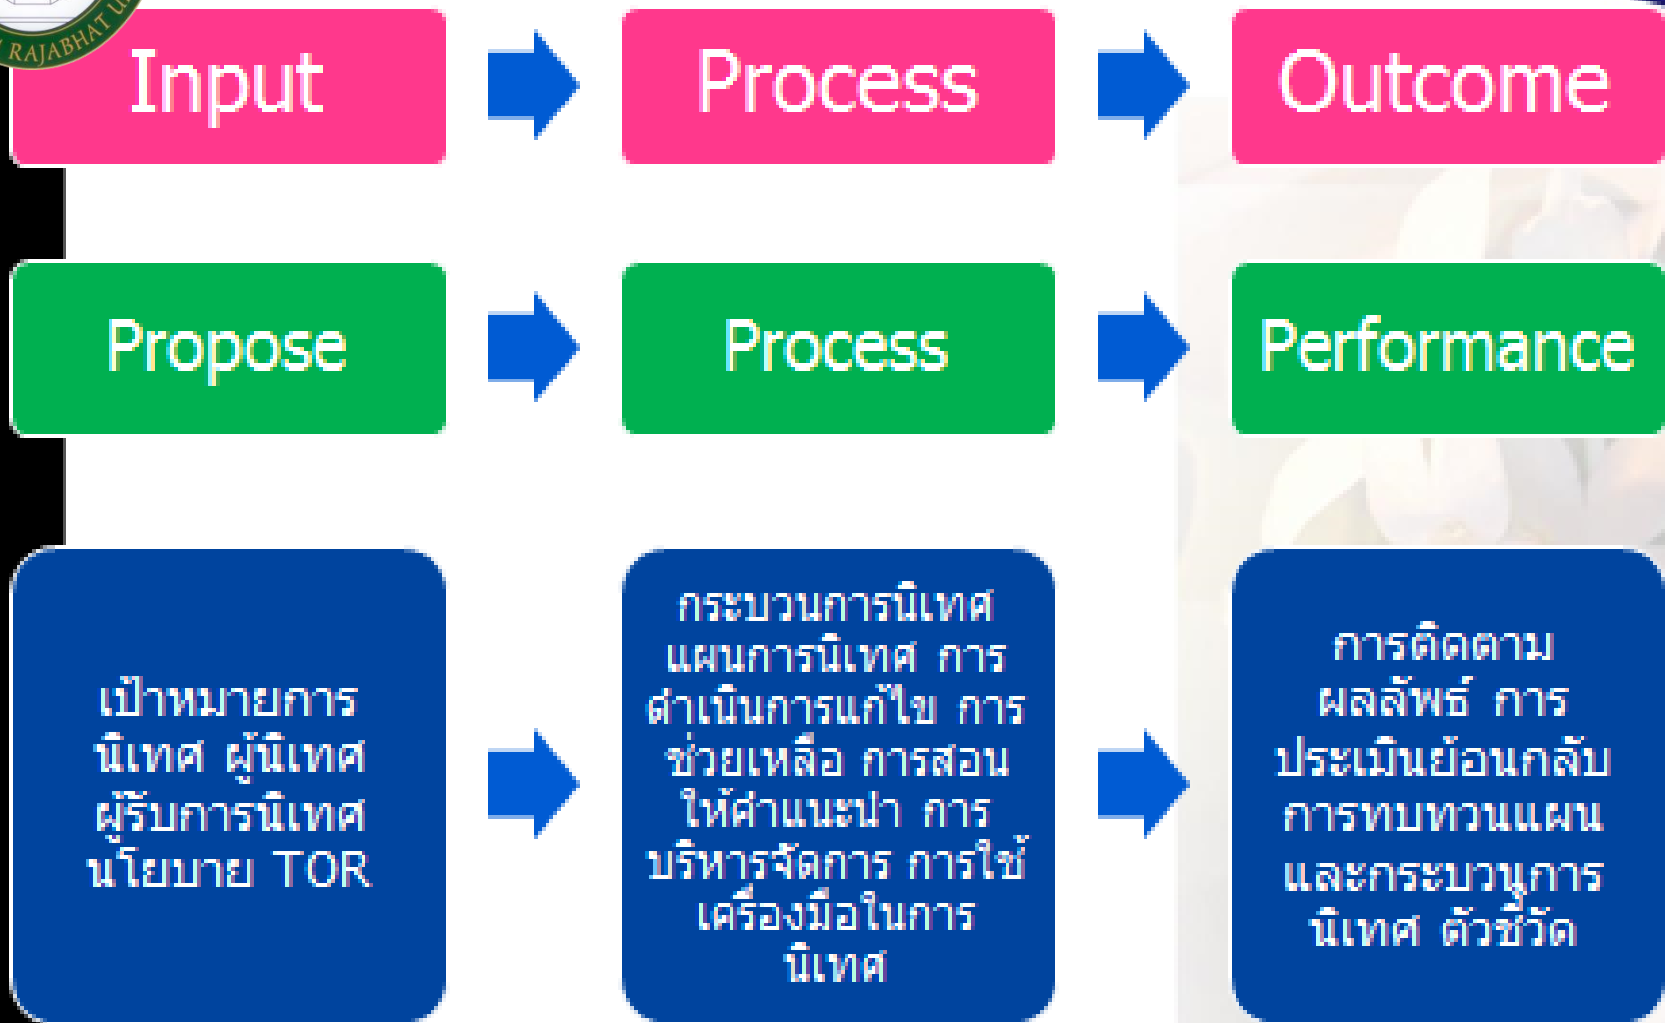 RAJABHAT U
Input
Process
Outcome
Propose
Process
Performance
เป้าหมายการ
นิเทศ ผู้นิเทศ
ผู้รับการนิเทศ
นโยบาย TOR
กระบวนการนิเทศ
แผนการนิเทศ การ
ดำเนินการแก้ไข การ
ช่วยเหลือ การสอน
ให้คำแนะนำ การ
บริหารจัดการ การใช้
เครื่องมือในการ
นิเทศ
การติดตาม
ผลลัพธ์ การ
ประเมินย้อนกลับ
การทบทวนแผน
และกระบวนการ
นิเทศ ตัวชี้วัด